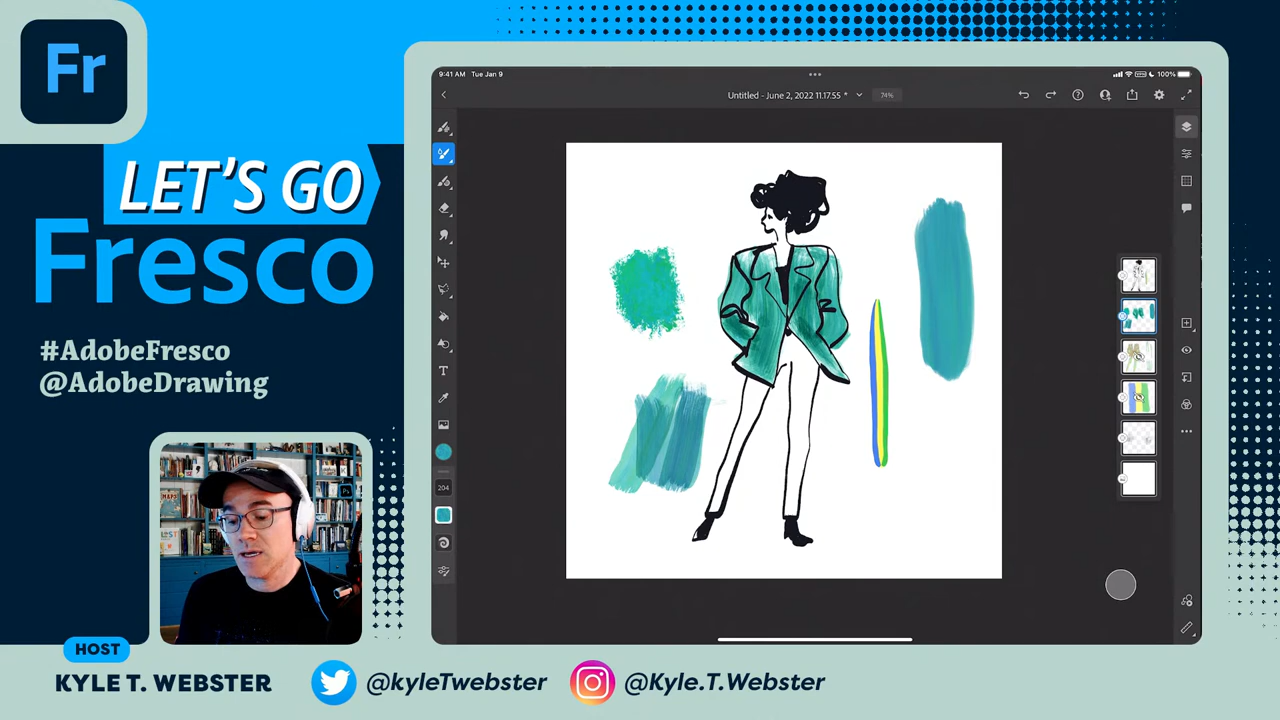 Fr
LET'S GO
Fresco
#AdobeFresco
@AdobeDrawing
9:41 AM Tue Jan 9
100%
Untitled - June 2, 2022 11.17.55 *
74%
T
204
HOST
KYLE T. WEBSTER
@kyleTwebster
@Kyle.T.Webster